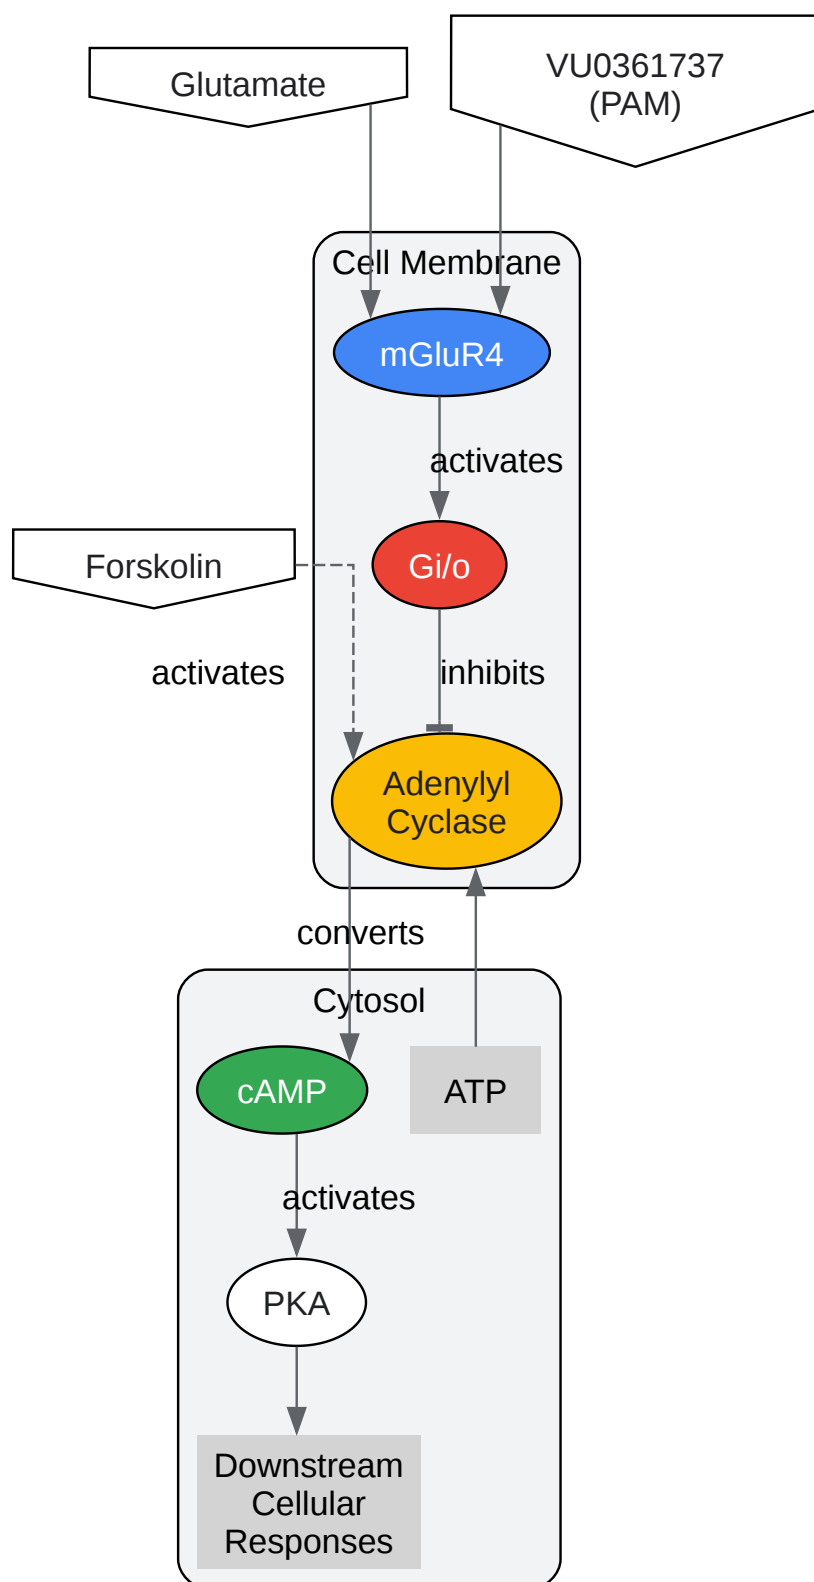 Glutamate
VU0361737
(PAM)
Cell Membrane
mGluR4
activates
Forskolin
Gi/o
activates
inhibits
Adenylyl
Cyclase
converts
Cytosol
cAMP
ATP
activates
PKA
Downstream
Cellular
Responses